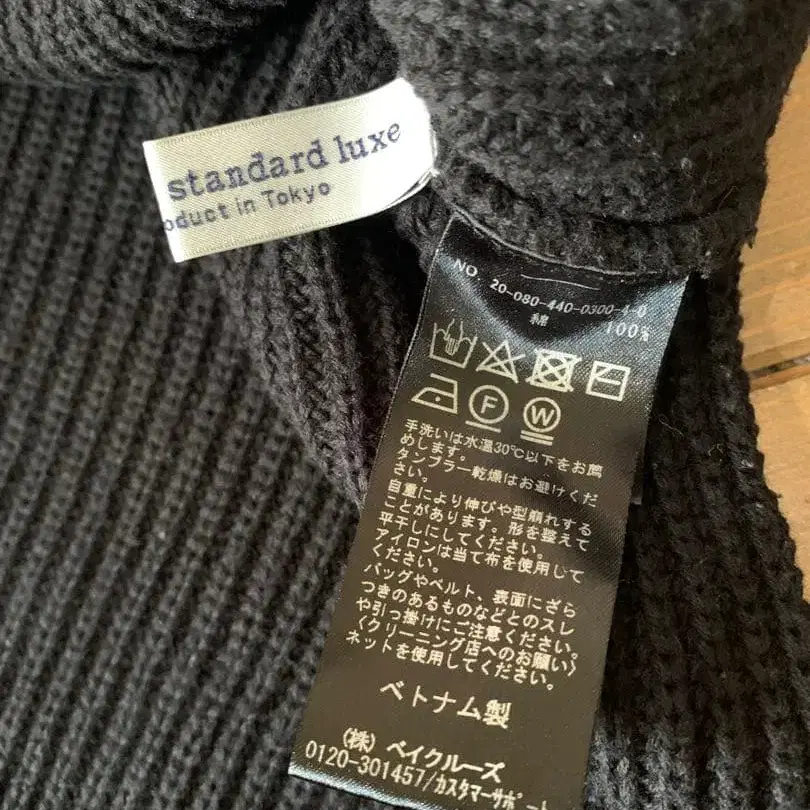 standard luxe
oduct in Tokyo
NO 20-080-440-0300-4-0
綿 100%
F W
手洗いは水温30℃以下をお薦
めします。
タンブラー乾燥はお避けくだ
さい。
自重により伸びや型崩れする
ことがあります。形を整えて
平干しにしてください。
アイロンは当て布を使用して
ください。
バッグやベルト、表面にざら
つきのあるものなどとのスレ
や引っ掛けにご注意ください。
〈クリーニング店へのお願い〉
ネットを使用してください。
ベトナム製
(株) ベイクルーズ
0120-301457/カスタマーサポート